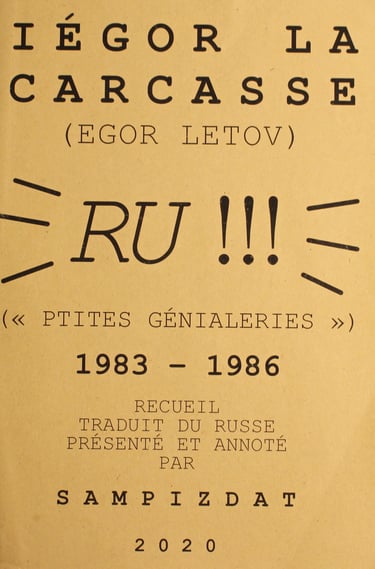 IÉGOR LA
CARCASSE
(EGOR LETOV)
RU !!!
(« PTITES GÉNIALERIES »)
1983 – 1986
RECUEIL
TRADUIT DU RUSSE
PRÉSENTÉ ET ANNOTÉ
PAR
SAMPIZDAT
2020